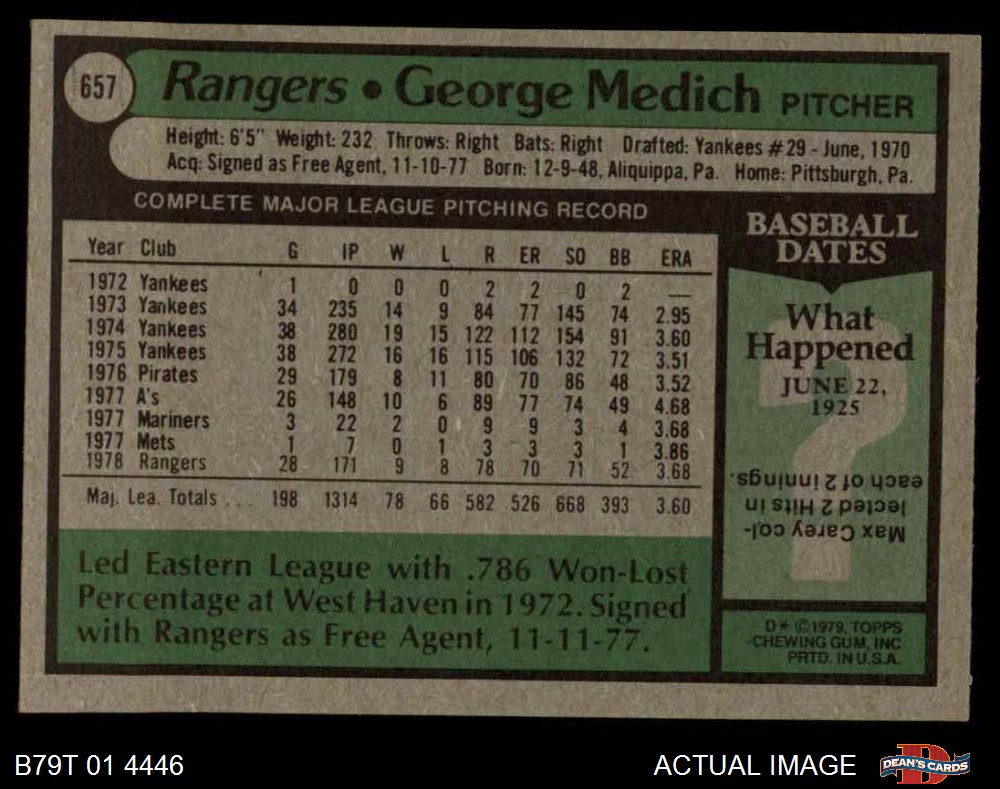 657
Rangers • George Medich PITCHER
Height: 6'5" Weight: 232 Throws: Right Bats: Right Drafted: Yankees #29 - June, 1970
Acq: Signed as Free Agent, 11-10-77 Born: 12-9-48, Aliquippa, Pa. Home: Pittsburgh, Pa.
COMPLETE MAJOR LEAGUE PITCHING RECORD
Year Club G IP W L R ER SO BB ERA
1972 Yankees 1 0 0 0 2 2 0 2 —
1973 Yankees 34 235 14 9 84 77 145 74 2.95
1974 Yankees 38 280 19 15 122 112 154 91 3.60
1975 Yankees 38 272 16 16 115 106 132 72 3.51
1976 Pirates 29 179 8 11 80 70 86 48 3.52
1977 A's 26 148 10 6 89 77 74 49 4.68
1977 Mariners 3 22 2 0 9 9 3 4 3.68
1977 Mets 1 7 0 1 3 3 3 1 3.86
1978 Rangers 28 171 9 8 78 70 71 52 3.68
Maj. Lea. Totals . . . 198 1314 78 66 582 526 668 393 3.60
Led Eastern League with .786 Won-Lost
Percentage at West Haven in 1972. Signed
with Rangers as Free Agent, 11-11-77.
BASEBALL
DATES
What
Happened
JUNE 22,
1925
?
Max Carey col-
lected 2 Hits in
each of 2 innings.
D* ©1979, TOPPS
CHEWING GUM, INC
PRTD. IN U.S.A.
B79T 01 4446
ACTUAL IMAGE
D
DEAN'S CARDS